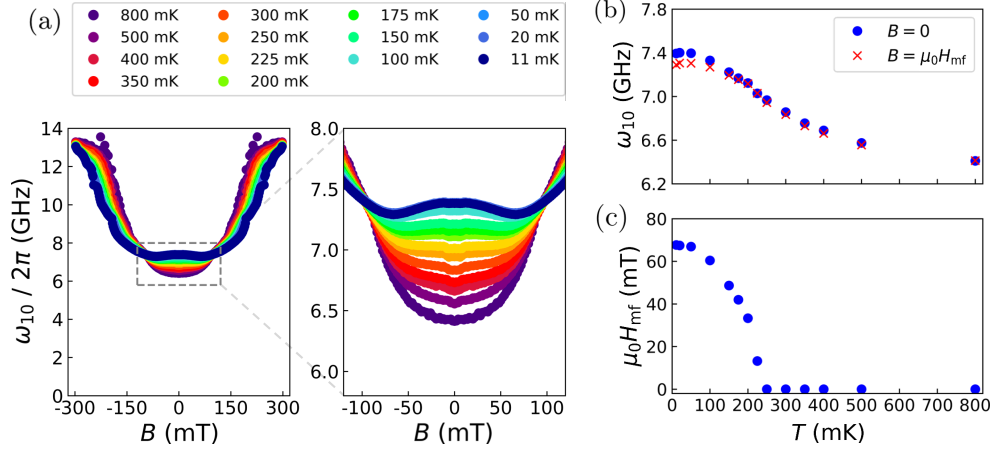 (a)
800 mK 300 mK 175 mK 50 mK
500 mK 250 mK 150 mK 20 mK
400 mK 225 mK 100 mK 11 mK
350 mK 200 mK
14
12
10
8
6
4
2
0
ω10 / 2π (GHz)
-300 -150 0 150 300
B (mT)
8.0
7.5
7.0
6.5
6.0
-100 -50 0 50 100
B (mT)
(b)
7.8
7.4
7.0
6.6
6.2
ω10 (GHz)
B = 0
B = μ0Hmf
(c)
80
60
40
20
0
μ0Hmf (mT)
0 100 200 300 400 500 600 700 800
T (mK)